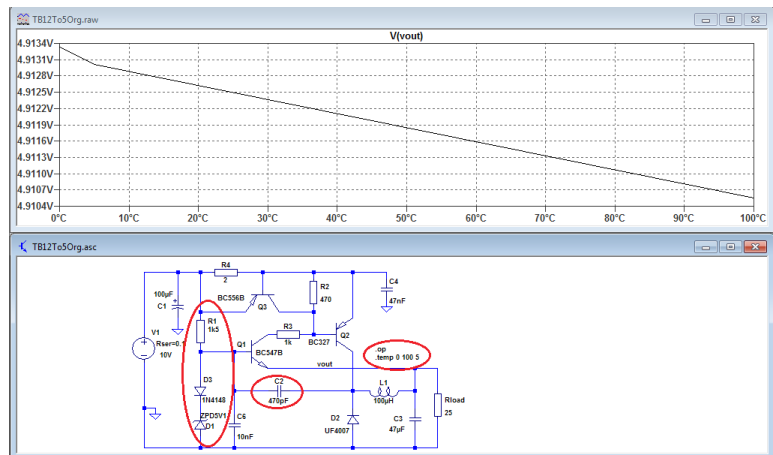 TB12To5Org.raw
V(vout)
4.9134V
4.9131V
4.9128V
4.9125V
4.9122V
4.9119V
4.9116V
4.9113V
4.9110V
4.9107V
4.9104V
0°C 10°C 20°C 30°C 40°C 50°C 60°C 70°C 80°C 90°C 100°C
TB12To5Org.asc
R4
2
100µF
C1
BC556B
Q3
R2
470
C4
47nF
R1
1k5
V1
Rser=0.1
10V
Q1
BC547B
R3
1k
BC327
Q2
.op
.temp 0 100 5
vout
D3
1N4148
C2
470pF
L1
100µH
ZPD5V1
D1
C6
10nF
D2
UF4007
C3
47µF
Rload
25